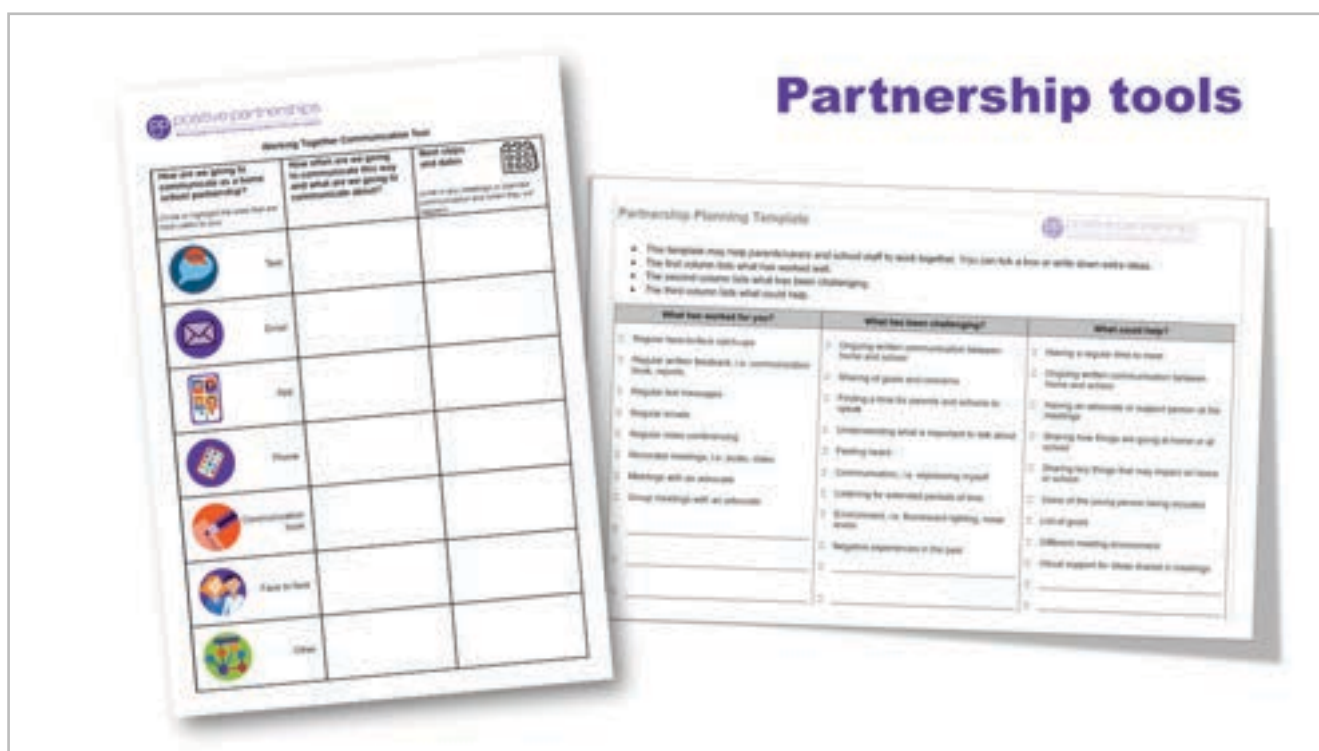 Partnership tools
positive partnerships
Working Together Communication Tool
How are we going to
communicate as a home
school partnership?
How often are we going
to communicate this way
and what are we going to
communicate about?
Next steps
and dates
Text
Email
App
Phone
Communication
book
Face to face
Other
Partnership Planning Template
This template may help parents/carers and school staff to work together. You can tick a box or write down extra ideas.
The first column lists what has worked well.
The second column lists what has been challenging.
The third column lists what could help.
What has worked for you?
Regular face-to-face catch-ups
Regular written feedback, i.e. communication
book, reports
Regular text messages
Regular emails
Regular video conferencing
Recorded meetings, i.e. audio, video
Meetings with an advocate
Group meetings with an advocate
What has been challenging?
Ongoing written communication between
home and school
Sharing of goals and concerns
Finding a time for parents and schools to
speak
Understanding what is important to talk about
Feeling heard
Communication, i.e. expressing myself
Listening for extended periods of time
Environment, i.e. fluorescent lighting, noise
levels
Negative experiences in the past
What could help?
Having a regular time to meet
Ongoing written communication between
home and school
Having an advocate or support person at the
meetings
Sharing how things are going at home or at
school
Sharing key things that may impact on home
or school
Voice of the young person being included
List of goals
Different meeting environment
Visual support for ideas shared in meetings